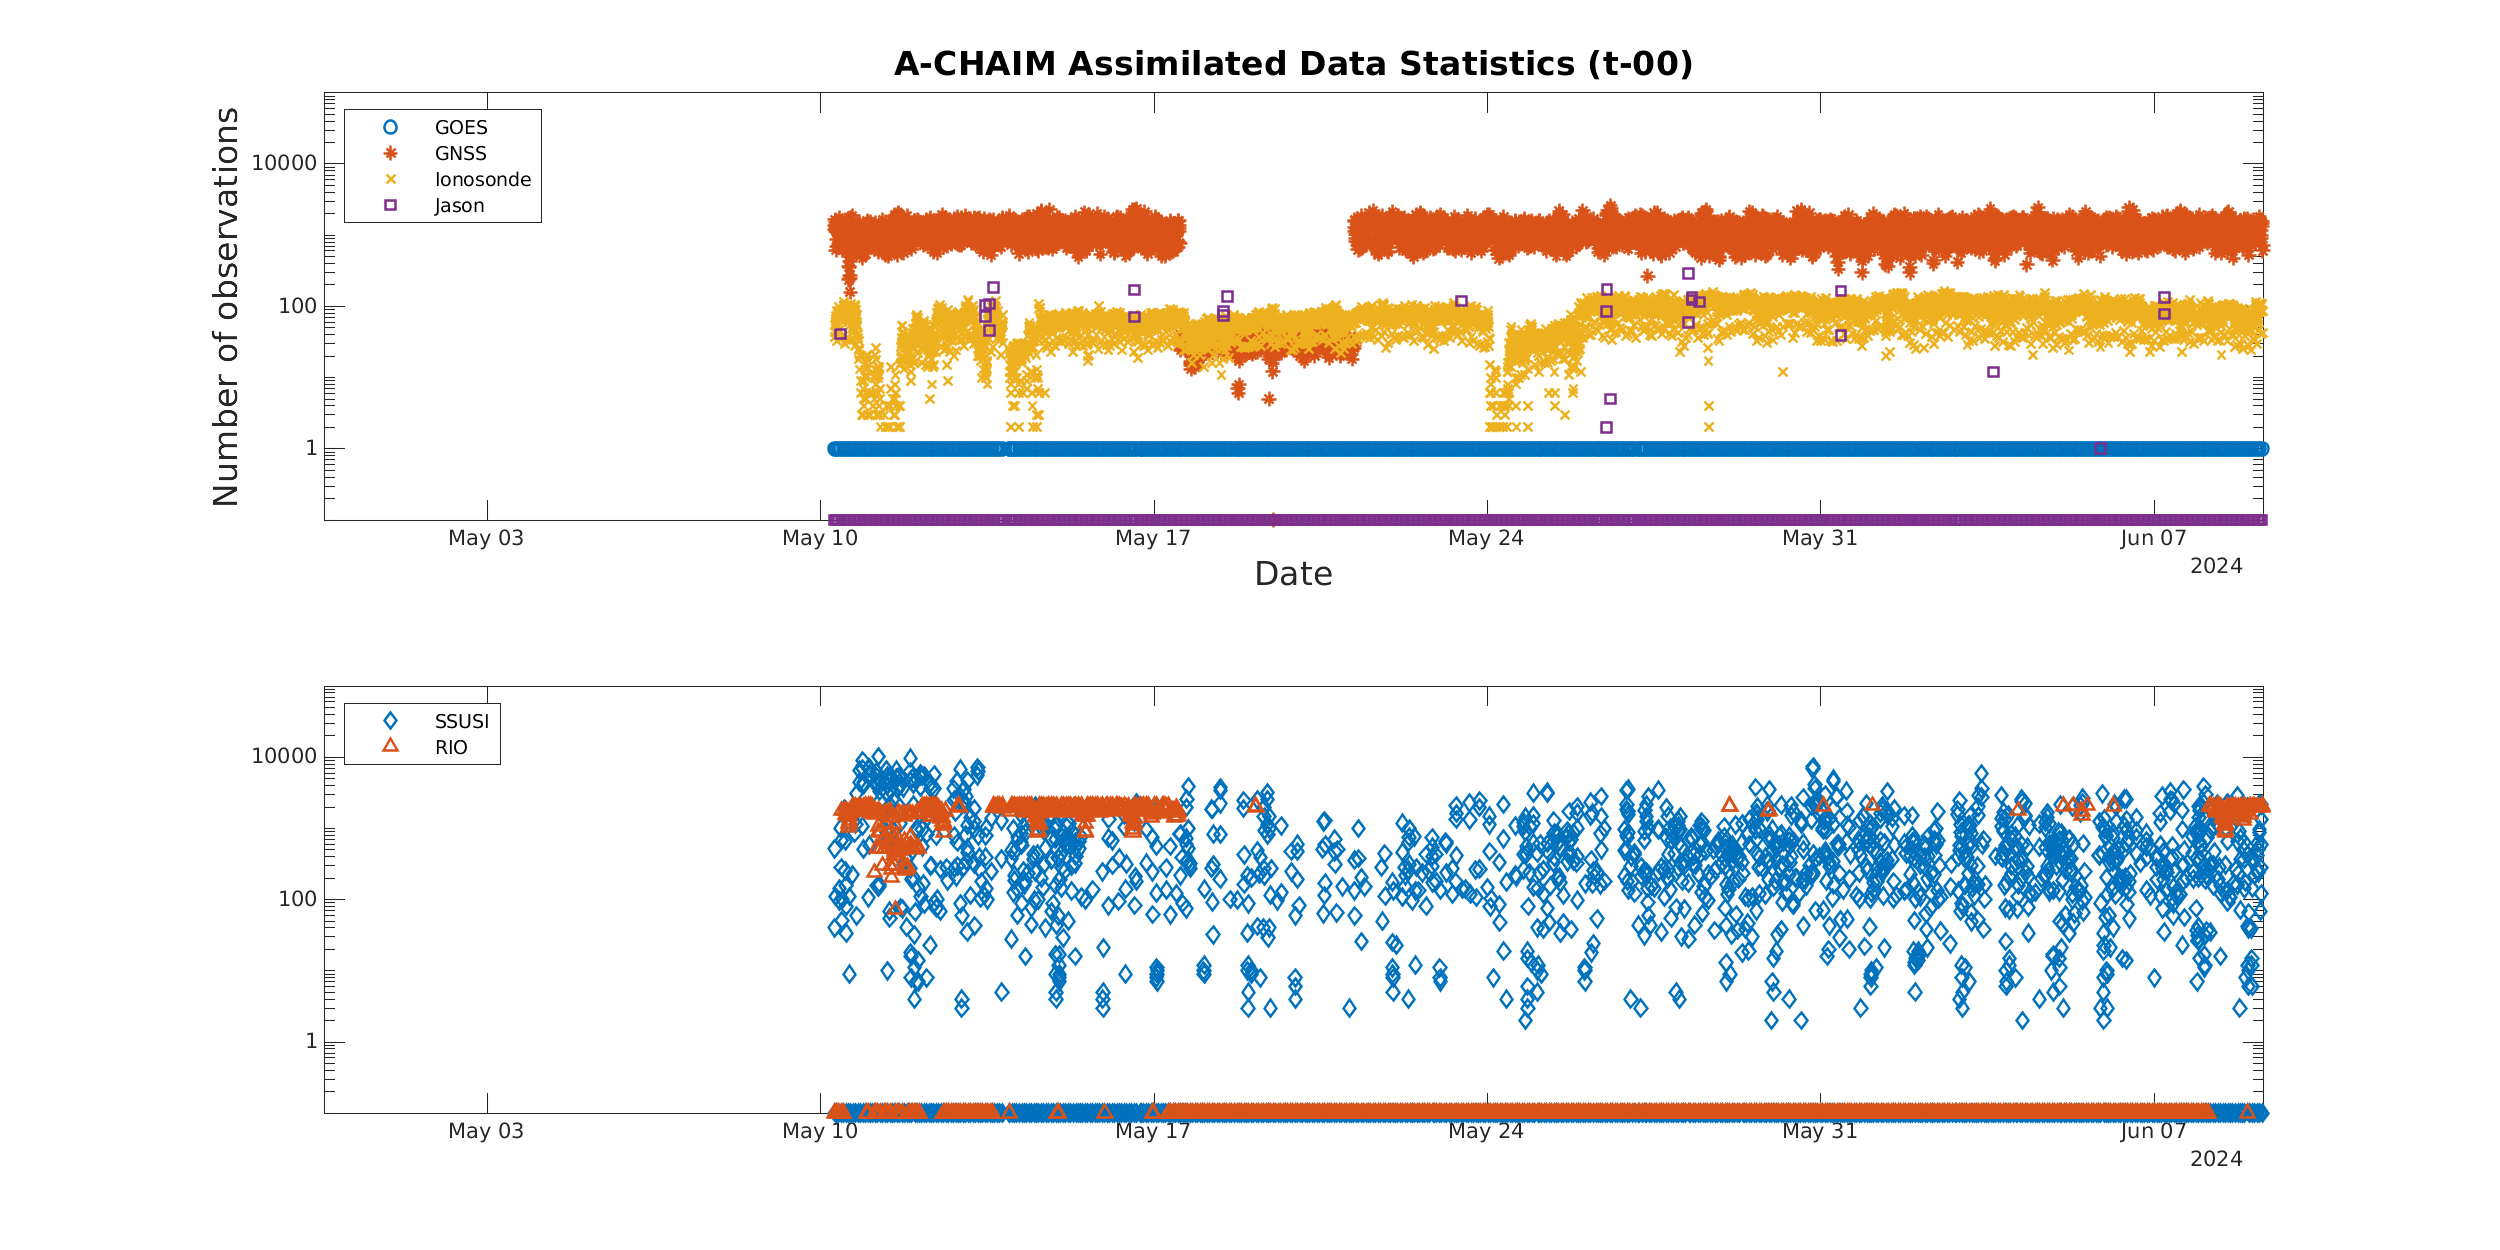 A-CHAIM Assimilated Data Statistics (t-00)
Number of observations
10000
100
1
GOES
GNSS
Ionosonde
Jason
May 03
May 10
May 17
May 24
May 31
Jun 07
2024
Date
10000
100
1
SSUSI
RIO
May 03
May 10
May 17
May 24
May 31
Jun 07
2024